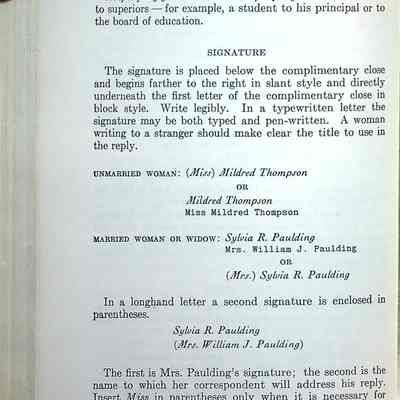 to superiors — for example, a student to his principal or to
the board of education.
SIGNATURE
The signature is placed below the complimentary close
and begins farther to the right in slant style and directly
underneath the first letter of the complimentary close in
block style. Write legibly. In a typewritten letter the
signature may be both typed and pen-written. A woman
writing to a stranger should make clear the title to use in
the reply.
UNMARRIED WOMAN: (Miss) Mildred Thompson
OR
Mildred Thompson
Miss Mildred Thompson
MARRIED WOMAN OR WIDOW: Sylvia R. Paulding
Mrs. William J. Paulding
OR
(Mrs.) Sylvia R. Paulding
In a longhand letter a second signature is enclosed in
parentheses.
Sylvia R. Paulding
(Mrs. William J. Paulding)
The first is Mrs. Paulding's signature; the second is the
name to which her correspondent will address his reply.
Insert Miss in parentheses only when it is necessary for